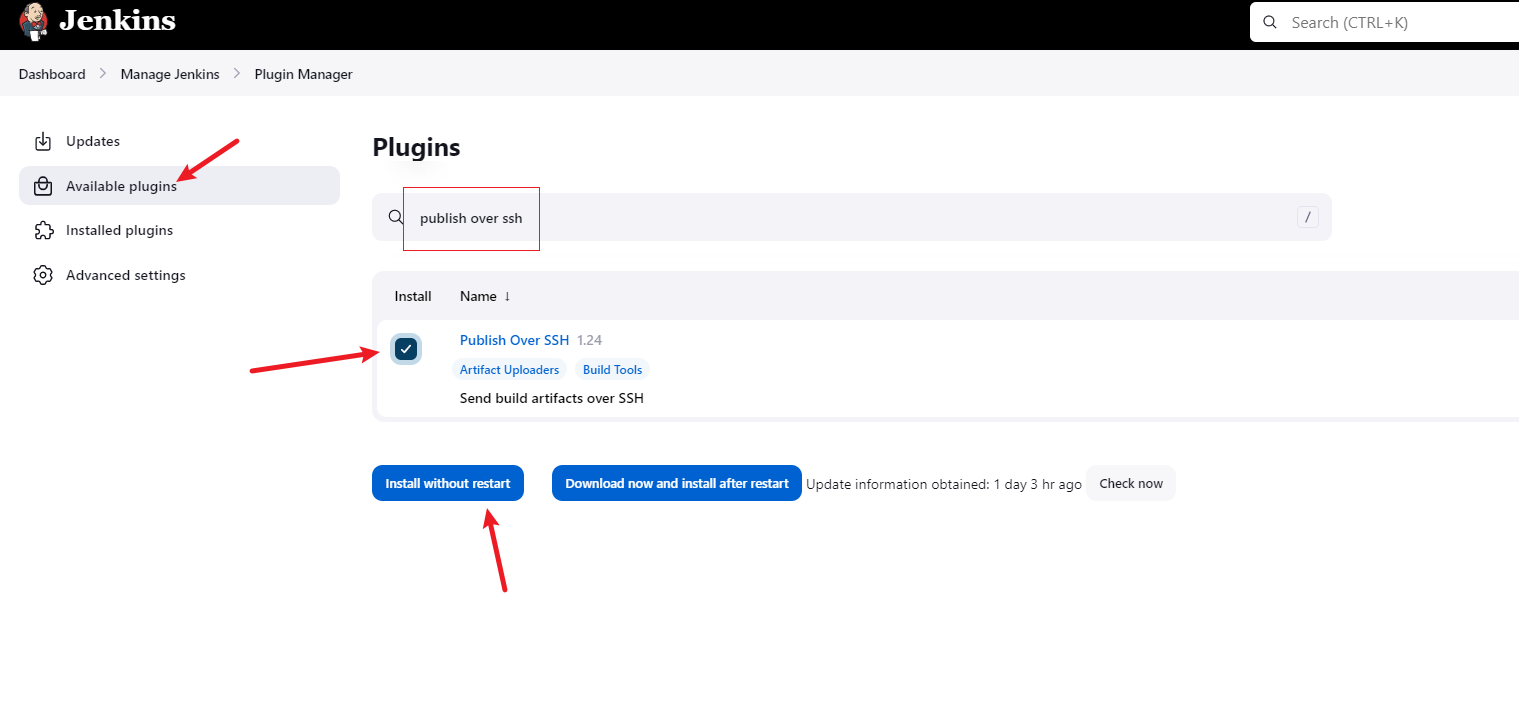 Jenkins
Search (CTRL+K)
Dashboard > Manage Jenkins > Plugin Manager
Updates
Available plugins
Installed plugins
Advanced settings
Plugins
publish over ssh
/
Install Name ↓
Publish Over SSH 1.24
Artifact Uploaders Build Tools
Send build artifacts over SSH
Install without restart Download now and install after restart Update information obtained: 1 day 3 hr ago Check now